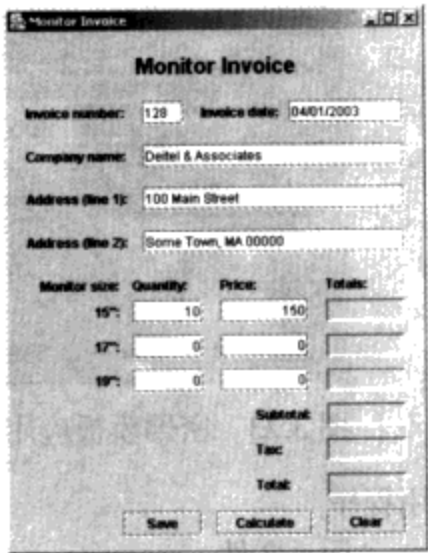 Monitor Invoice
Monitor Invoice
Invoice number: 128 Invoice date: 04/01/2003
Company name: Deitel & Associates
Address (line 1): 100 Main Street
Address (line 2): Some Town, MA 00000
Monitor size: Quantity: Price: Totals:
15": 10 150
17": 0 0
19": 0 0
Subtotal:
Tax:
Total:
Save Calculate Clear